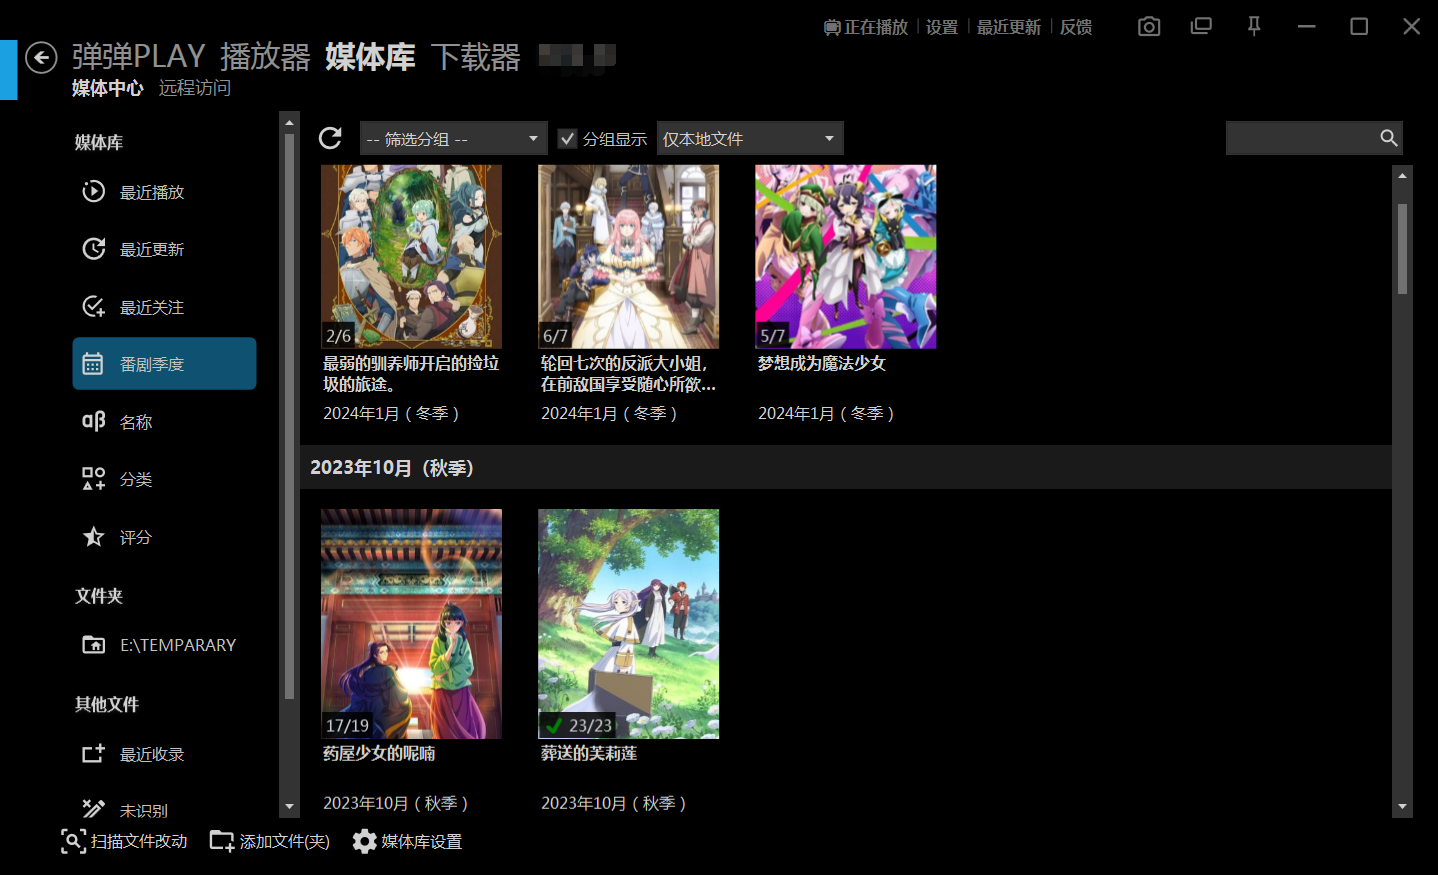 正在播放 设置 最近更新 反馈
弹弹PLAY 播放器 媒体库 下载器
媒体中心 远程访问
媒体库
最近播放
最近更新
最近关注
番剧季度
名称
分类
评分
文件夹
E:\TEMPARARY
其他文件
最近收录
未识别
-- 筛选分组 -- 分组显示 仅本地文件
2/6
最弱的驯养师开启的捡垃
圾的旅途。
2024年1月（冬季）
6/7
轮回七次的反派大小姐，
在前敌国享受随心所欲...
2024年1月（冬季）
5/7
梦想成为魔法少女
2024年1月（冬季）
2023年10月（秋季）
17/19
药屋少女的呢喃
2023年10月（秋季）
23/23
葬送的芙莉莲
2023年10月（秋季）
扫描文件改动 添加文件(夹) 媒体库设置